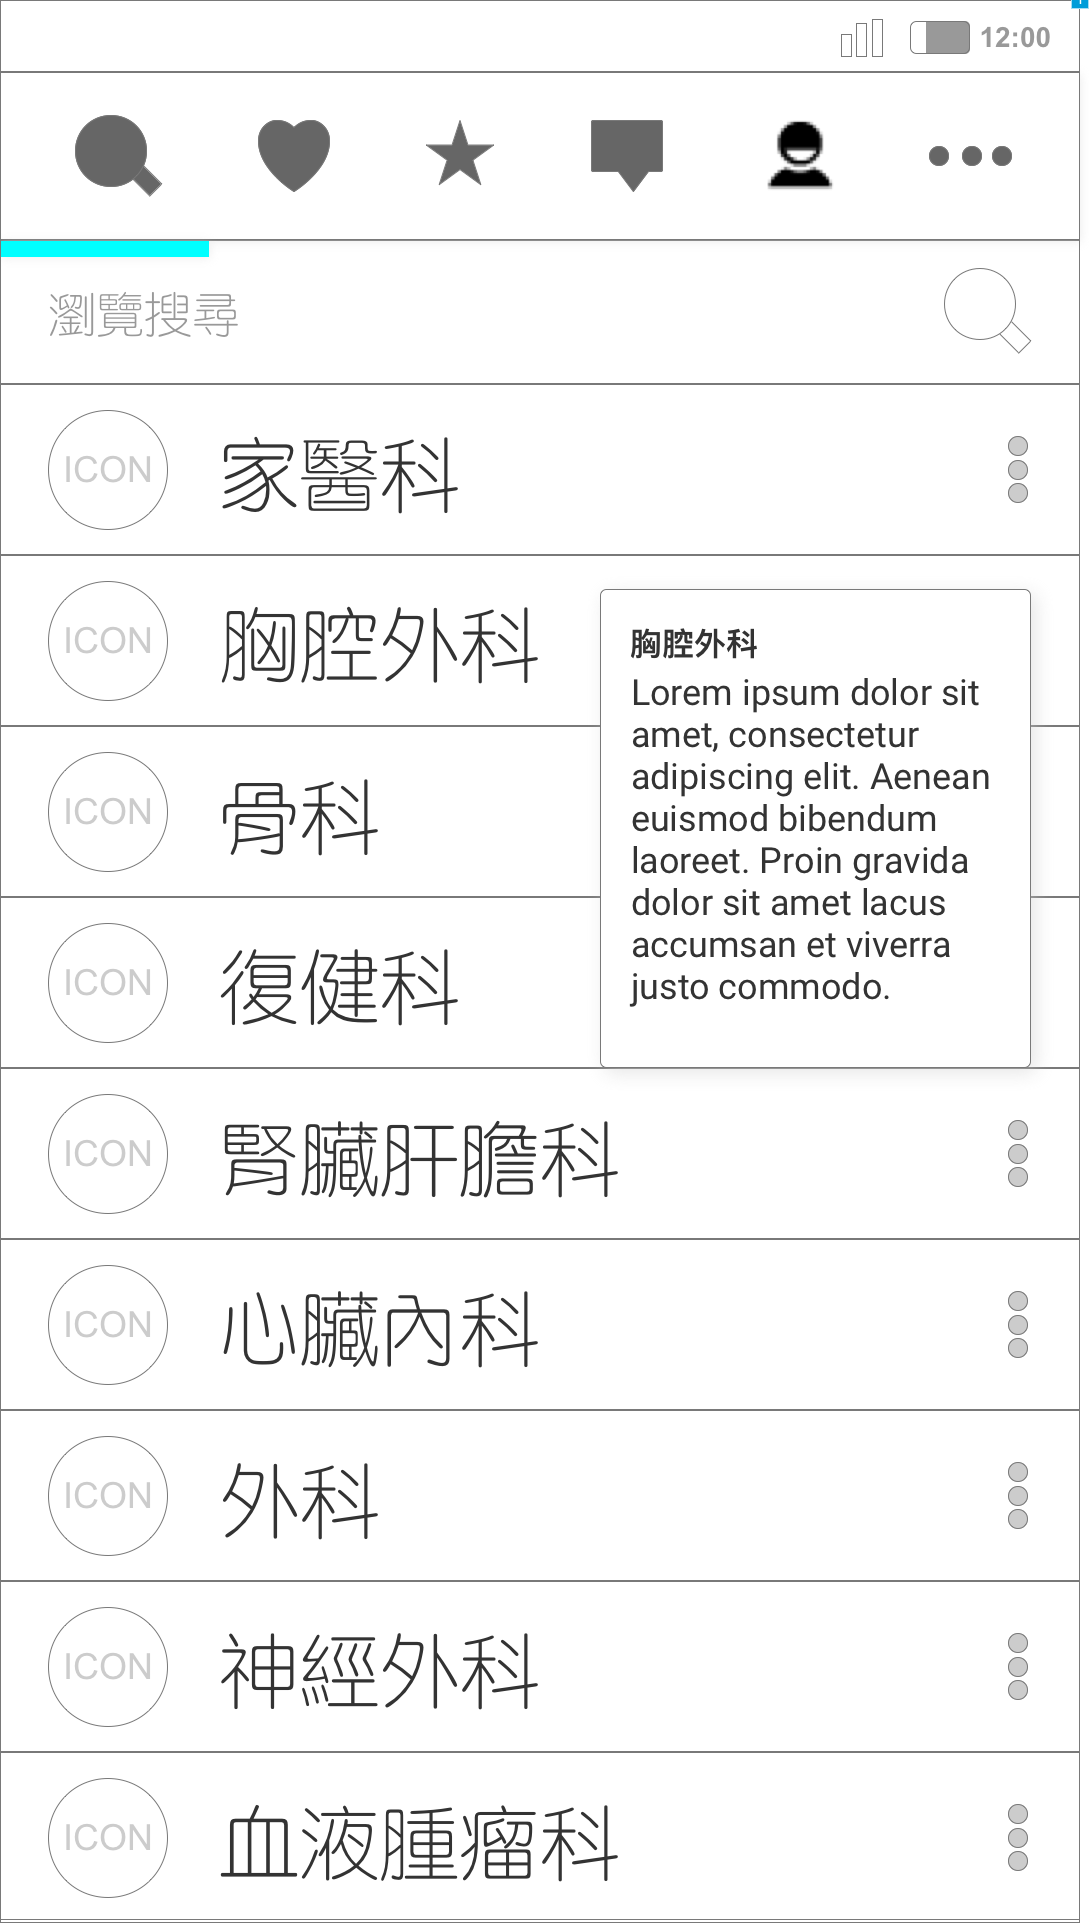 12:00
瀏覽搜尋
ICON
家醫科
ICON
胸腔外科
胸腔外科
Lorem ipsum dolor sit
amet, consectetur
adipiscing elit. Aenean
euismod bibendum
laoreet. Proin gravida
dolor sit amet lacus
accumsan et viverra
justo commodo.
ICON
骨科
ICON
復健科
ICON
腎臟肝膽科
ICON
心臟內科
ICON
外科
ICON
神經外科
ICON
血液腫瘤科